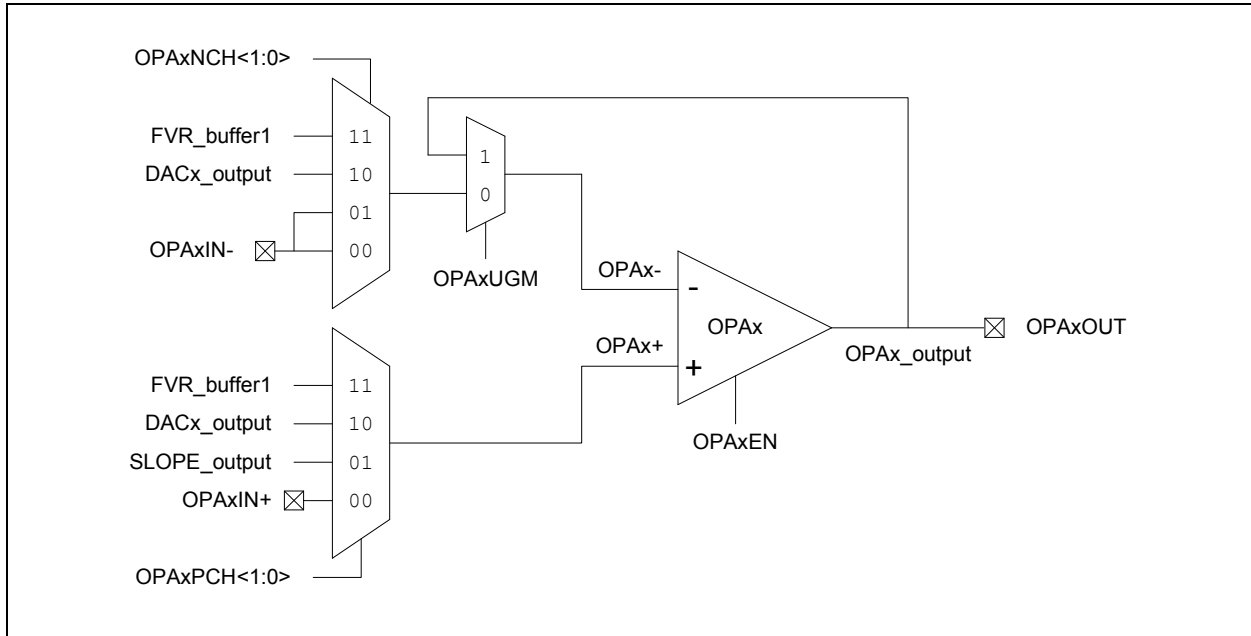 OPAxNCH<1:0>
FVR_buffer1 11
DACx_output 10
01
OPAxIN- 00
1
0
OPAxUGM
OPAx-
-
OPAx
OPAx+
+
OPAxEN
OPAx_output
OPAxOUT
FVR_buffer1 11
DACx_output 10
SLOPE_output 01
OPAxIN+ 00
OPAxPCH<1:0>